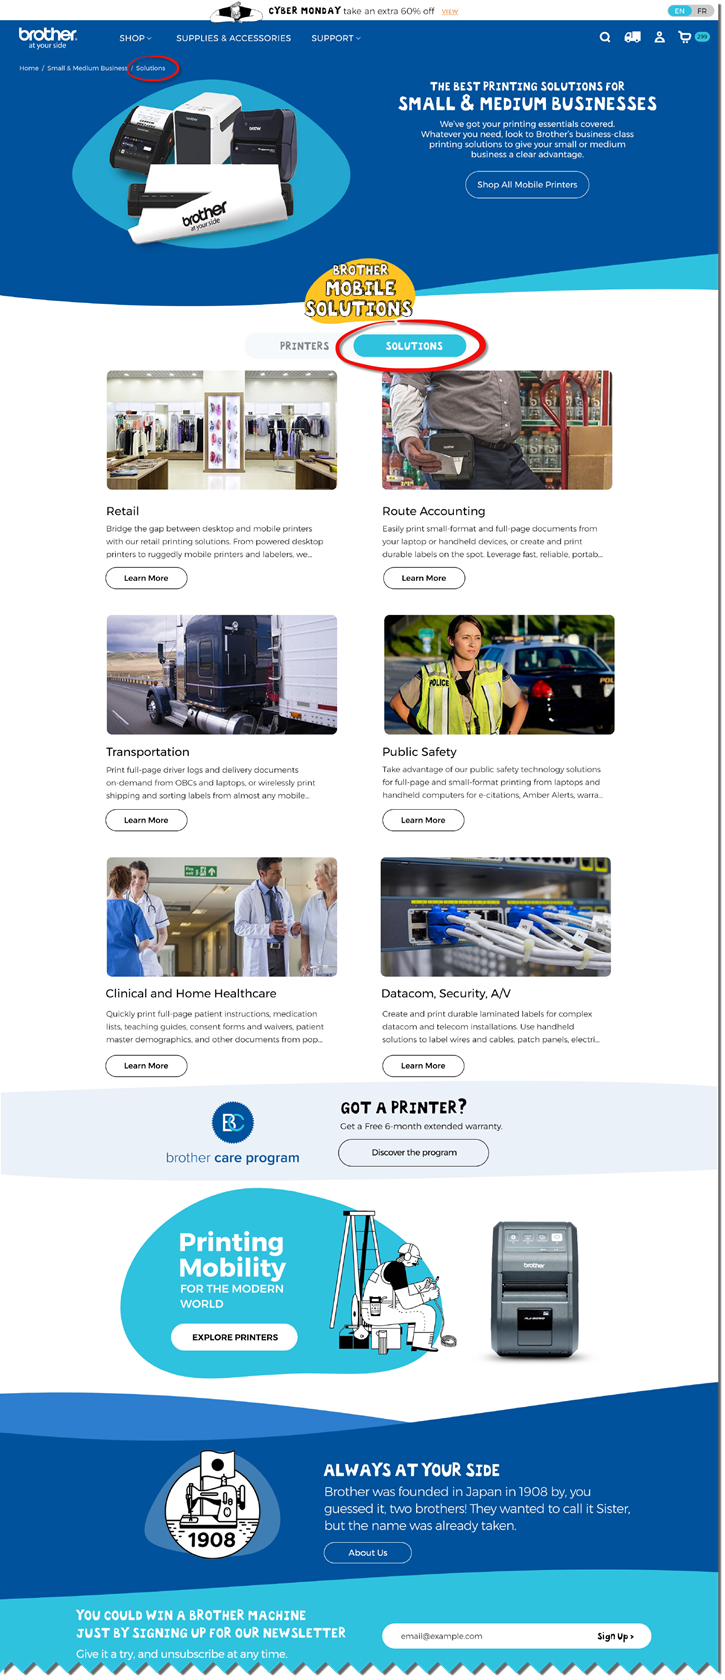 CYBER MONDAY take an extra 60% off VIEW
EN FR
brother
at your side
SHOP SUPPLIES & ACCESSORIES SUPPORT
299
Home / Small & Medium Business / Solutions
THE BEST PRINTING SOLUTIONS FOR
SMALL & MEDIUM BUSINESSES
We've got your printing essentials covered.
Whatever you need, look to Brother's business-class
printing solutions to give your small or medium
business a clear advantage.
Shop All Mobile Printers
brother
at your side
BROTHER
MOBILE
SOLUTIONS
PRINTERS SOLUTIONS
Retail
Bridge the gap between desktop and mobile printers
with our retail printing solutions. From powered desktop
printers to ruggedly mobile printers and labelers, we...
Learn More
Route Accounting
Easily print small-format and full-page documents from
your laptop or handheld devices, or create and print
durable labels on the spot. Leverage fast, reliable, portab...
Learn More
POLICE
Transportation
Print full-page driver logs and delivery documents
on-demand from OBCs and laptops, or wirelessly print
shipping and sorting labels from almost any mobile...
Learn More
Public Safety
Take advantage of our public safety technology solutions
for full-page and small-format printing from laptops and
handheld computers for e-citations, Amber Alerts, warra...
Learn More
Clinical and Home Healthcare
Quickly print full-page patient instructions, medication
lists, teaching guides, consent forms and waivers, patient
master demographics, and other documents from pop...
Learn More
Datacom, Security, A/V
Create and print durable laminated labels for complex
datacom and telecom installations. Use handheld
solutions to label wires and cables, patch panels, electri...
Learn More
BC
brother care program
GOT A PRINTER?
Get a Free 6-month extended warranty.
Discover the program
Printing
Mobility
FOR THE MODERN
WORLD
EXPLORE PRINTERS
brother
1908
ALWAYS AT YOUR SIDE
Brother was founded in Japan in 1908 by, you
guessed it, two brothers! They wanted to call it Sister,
but the name was already taken.
About Us
YOU COULD WIN A BROTHER MACHINE
JUST BY SIGNING UP FOR OUR NEWSLETTER
Give it a try, and unsubscribe at any time.
email@example.com
Sign Up >